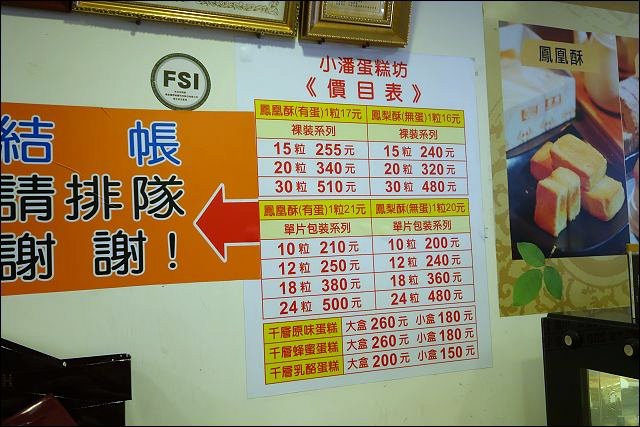 小潘蛋糕坊
《價目表》
鳳凰酥(有蛋)1粒17元 鳳梨酥(無蛋)1粒16元
裸裝系列 裸裝系列
15粒 255元 15粒 240元
20粒 340元 20粒 320元
30粒 510元 30粒 480元
鳳凰酥(有蛋)1粒21元 鳳梨酥(無蛋)1粒20元
單片包裝系列 單片包裝系列
10粒 210元 10粒 200元
12粒 250元 12粒 240元
18粒 380元 18粒 360元
24粒 500元 24粒 480元
千層原味蛋糕 大盒 260元 小盒 180元
千層蜂蜜蛋糕 大盒 260元 小盒 180元
千層乳酪蛋糕 大盒 200元 小盒 150元
FSI
結帳
請排隊
謝謝！
鳳凰酥